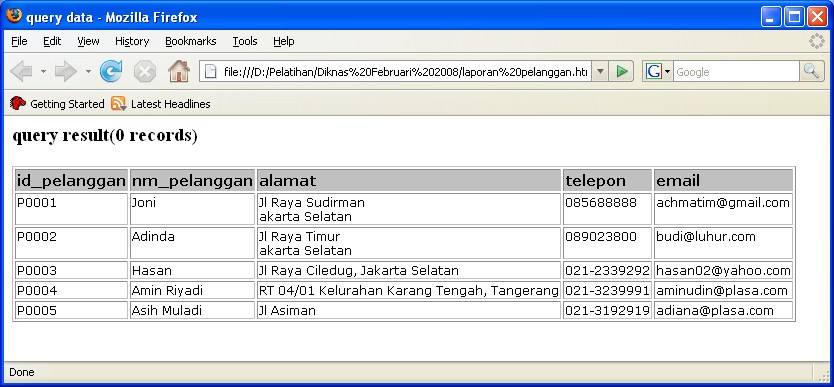 query data - Mozilla Firefox
File Edit View History Bookmarks Tools Help
file:///D:/Pelatihan/Diknas%20Februari%202008/laporan%20pelanggan.htm
G Google
Getting Started Latest Headlines
query result(0 records)
id_pelanggan nm_pelanggan alamat telepon email
P0001 Joni Jl Raya Sudirman 085688888 achmatim@gmail.com
akarta Selatan
P0002 Adinda Jl Raya Timur 089023800 budi@luhur.com
akarta Selatan
P0003 Hasan Jl Raya Ciledug, Jakarta Selatan 021-2339292 hasan02@yahoo.com
P0004 Amin Riyadi RT 04/01 Kelurahan Karang Tengah, Tangerang 021-3239991 aminudin@plasa.com
P0005 Asih Muladi Jl Asiman 021-3192919 adiana@plasa.com
Done